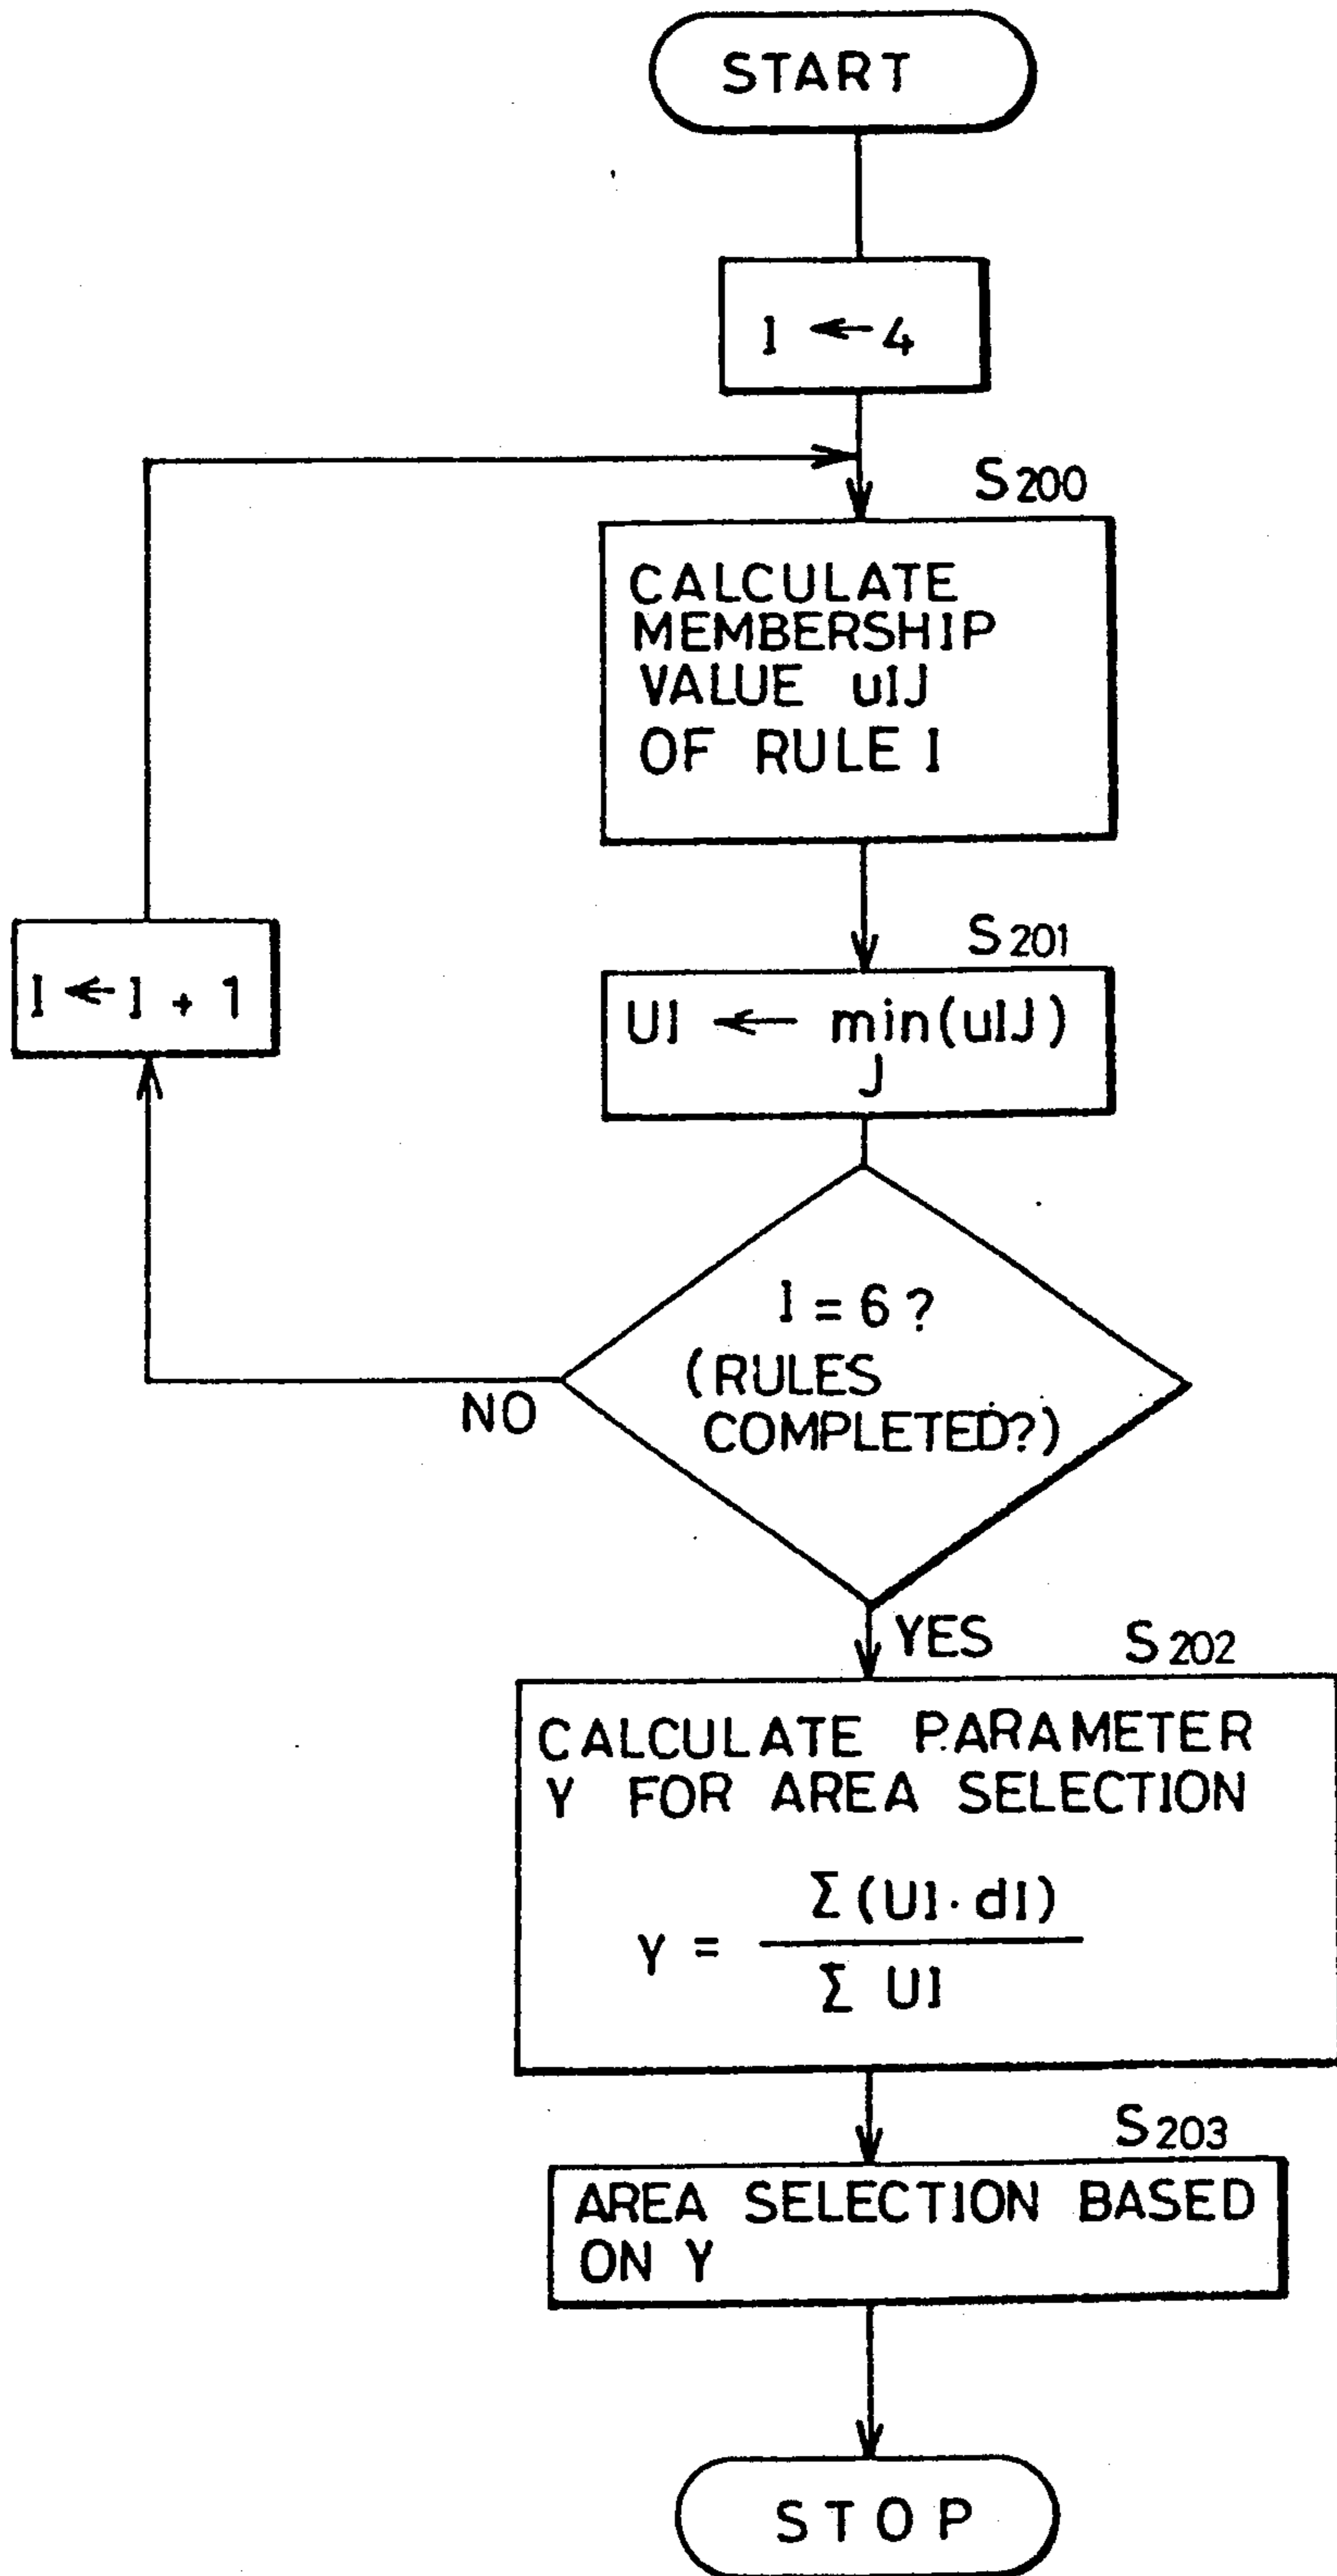 START
I ← 4
S200
CALCULATE
MEMBERSHIP
VALUE uIJ
OF RULE I
I ← I + 1
S201
UI ← min(uIJ)
J
I = 6 ?
(RULES
COMPLETED?)
NO
YES
S202
CALCULATE PARAMETER
Y FOR AREA SELECTION
Σ (UI · dI)
Y =
Σ UI
S203
AREA SELECTION BASED
ON Y
STOP